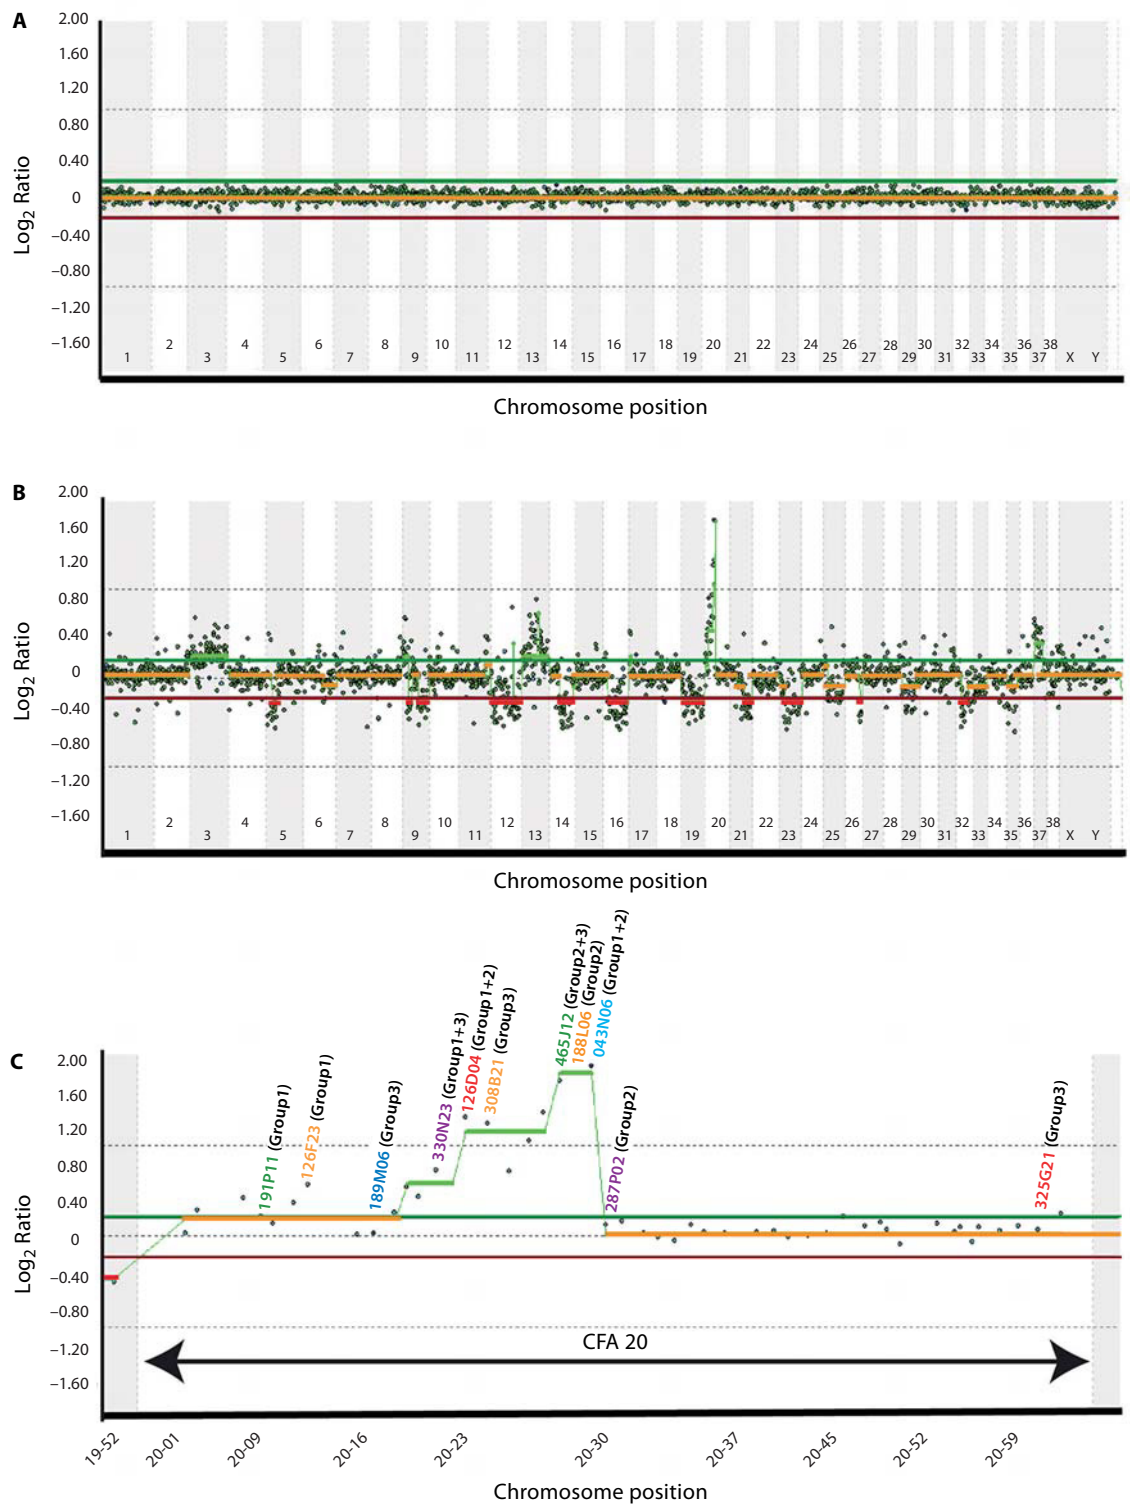 A
2.00
1.60
1.20
0.80
0.40
0
−0.40
−0.80
−1.20
−1.60
Log2 Ratio
1 2 3 4 5 6 7 8 9 10 11 12 13 14 15 16 17 18 19 20 21 22 23 24 25 26 27 28 29 30 31 32 33 34 35 36 37 38 X Y
Chromosome position
B
2.00
1.60
1.20
0.80
0.40
0
−0.40
−0.80
−1.20
−1.60
Log2 Ratio
1 2 3 4 5 6 7 8 9 10 11 12 13 14 15 16 17 18 19 20 21 22 23 24 25 26 27 28 29 30 31 32 33 34 35 36 37 38 X Y
Chromosome position
C
2.00
1.60
1.20
0.80
0.40
0
−0.40
−0.80
−1.20
−1.60
Log2 Ratio
191P11 (Group1)
126F23 (Group1)
189M06 (Group3)
330N23 (Group1+3)
126D04 (Group1+2)
308B21 (Group3)
465J12 (Group2+3)
188L06 (Group2)
043N06 (Group1+2)
287P02 (Group2)
325G21 (Group3)
CFA 20
19-52 20-01 20-09 20-16 20-23 20-30 20-37 20-45 20-52 20-59
Chromosome position